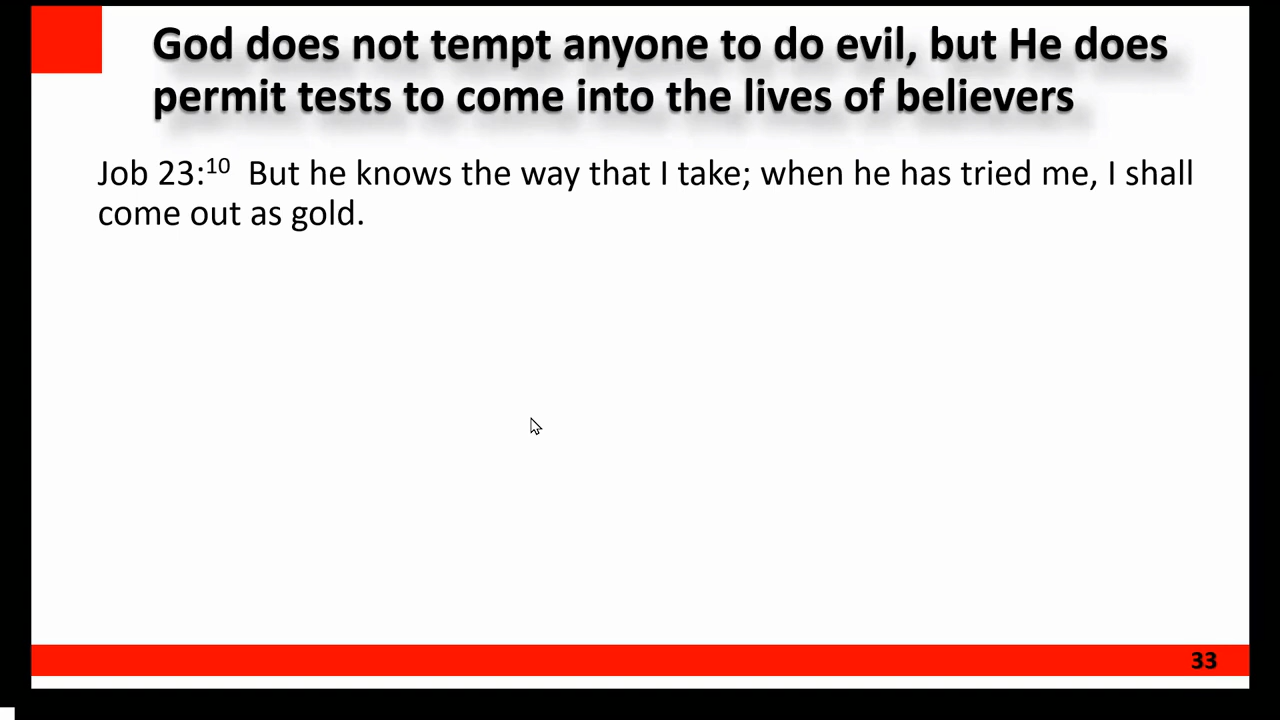 God does not tempt anyone to do evil, but He does
permit tests to come into the lives of believers
Job 23:10 But he knows the way that I take; when he has tried me, I shall
come out as gold.
33